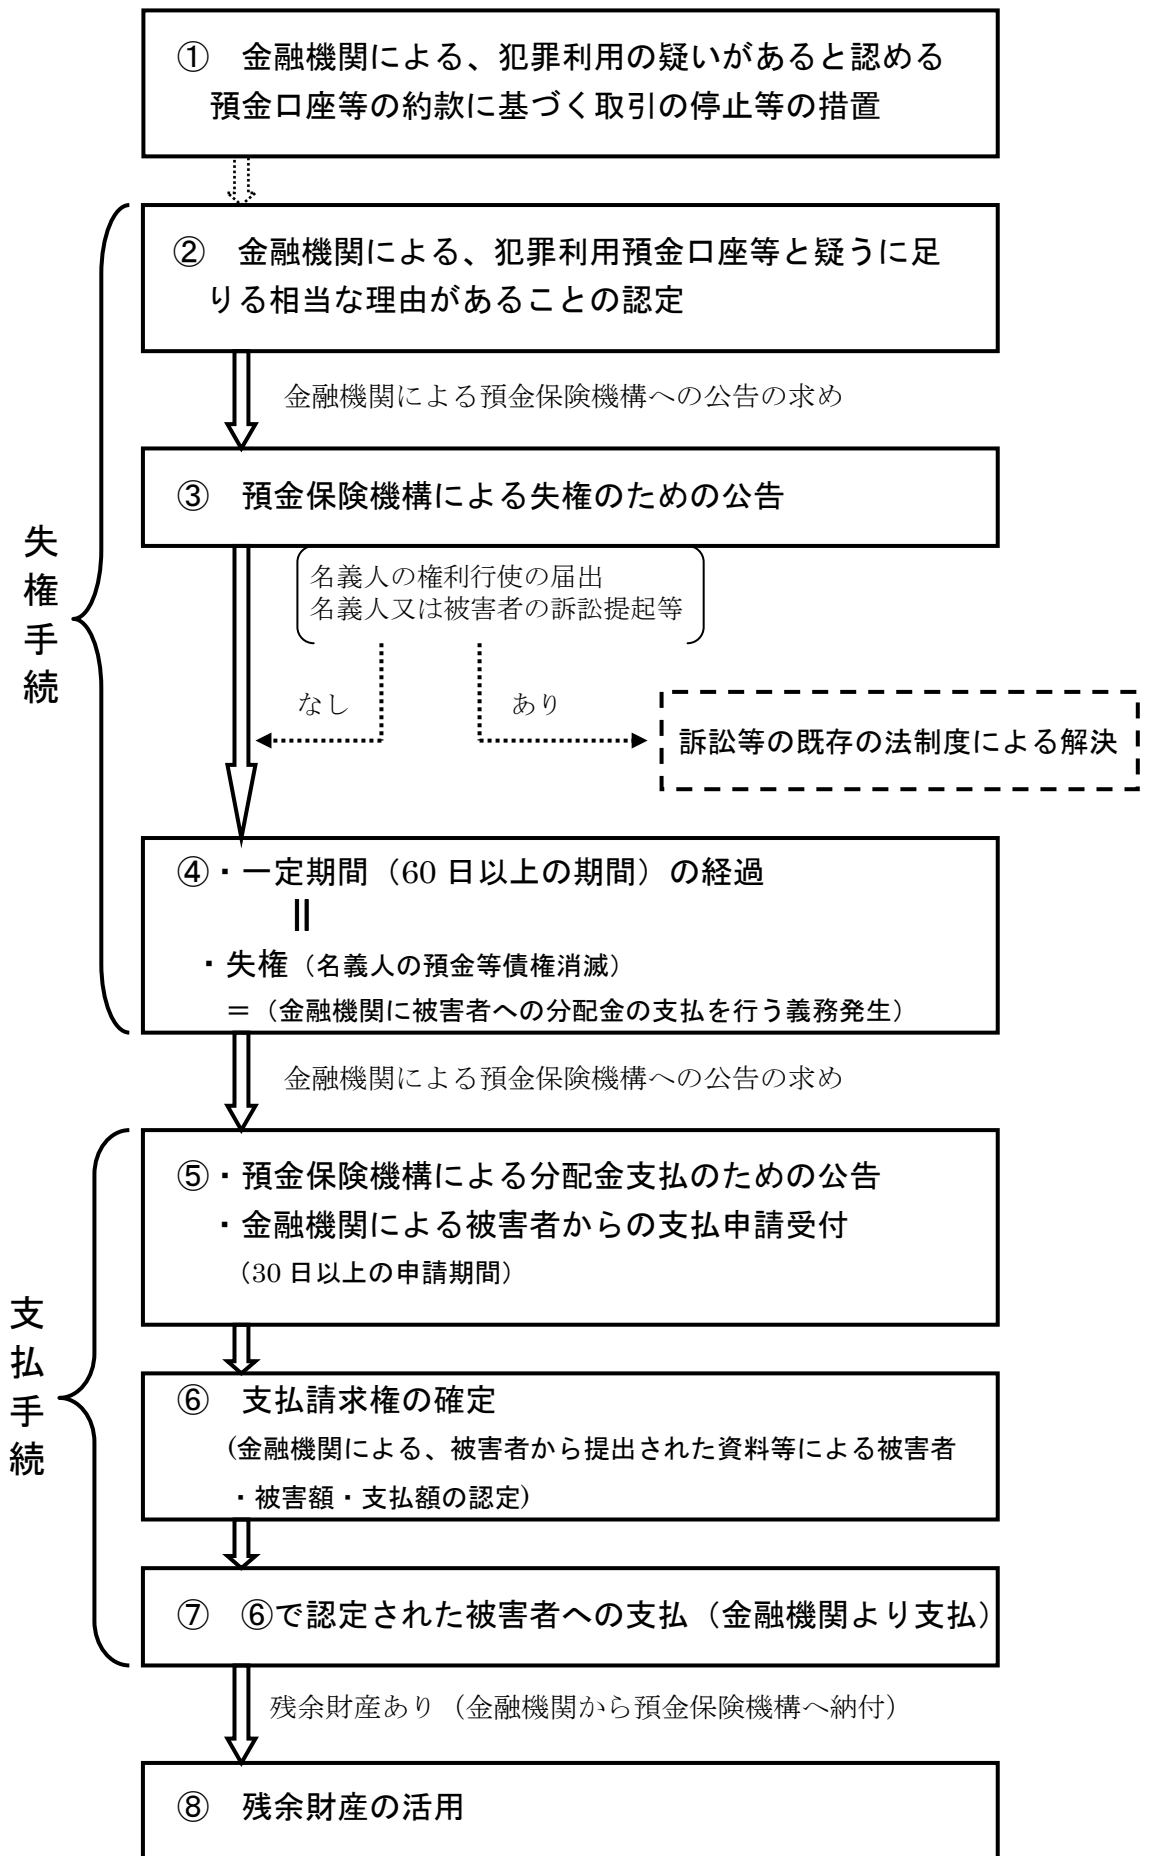 ① 金融機関による、犯罪利用の疑いがあると認める
預金口座等の約款に基づく取引の停止等の措置
失権手続
② 金融機関による、犯罪利用預金口座等と疑うに足
りる相当な理由があることの認定
金融機関による預金保険機構への公告の求め
③ 預金保険機構による失権のための公告
名義人の権利行使の届出
名義人又は被害者の訴訟提起等
なし
あり
訴訟等の既存の法制度による解決
④・一定期間（60 日以上の期間）の経過
||
・失権（名義人の預金等債権消滅）
＝（金融機関に被害者への分配金の支払を行う義務発生）
金融機関による預金保険機構への公告の求め
支払手続
⑤・預金保険機構による分配金支払のための公告
・金融機関による被害者からの支払申請受付
（30 日以上の申請期間）
⑥ 支払請求権の確定
(金融機関による、被害者から提出された資料等による被害者
・被害額・支払額の認定)
⑦ ⑥で認定された被害者への支払（金融機関より支払）
残余財産あり（金融機関から預金保険機構へ納付）
⑧ 残余財産の活用